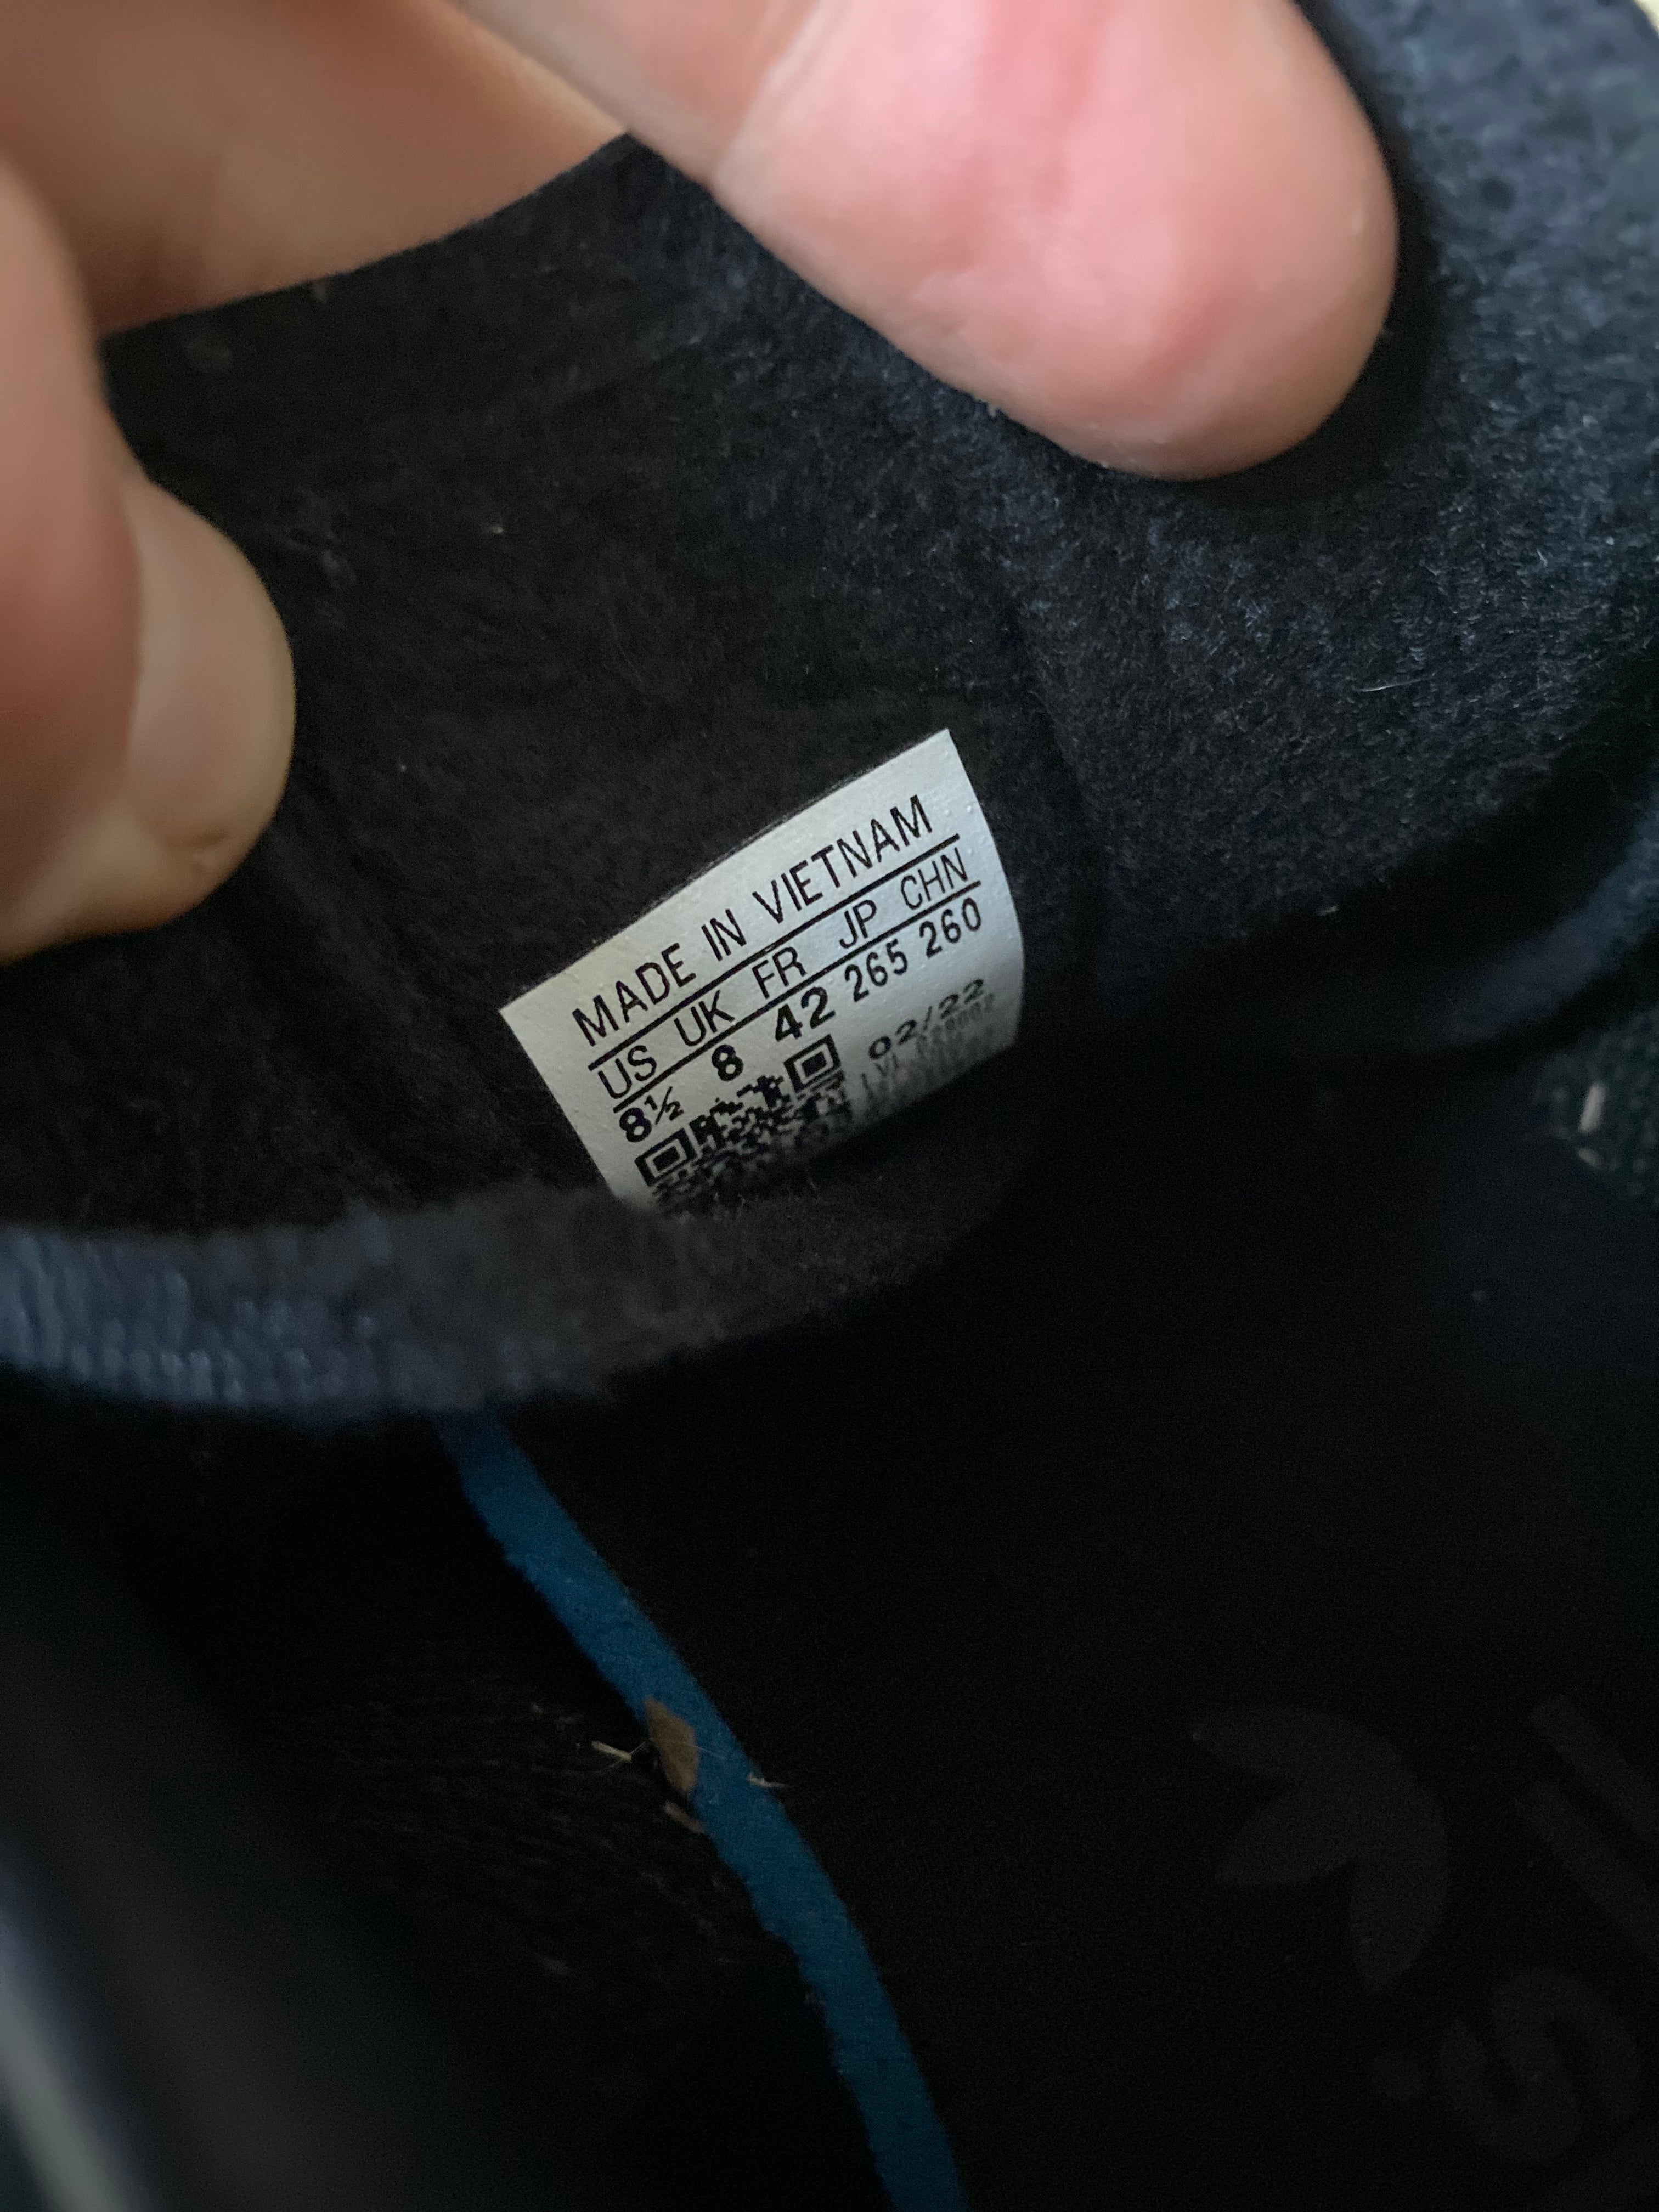 MADE IN VIETNAM
US UK FR JP CHN
8½ 8 42 265 260
02/22